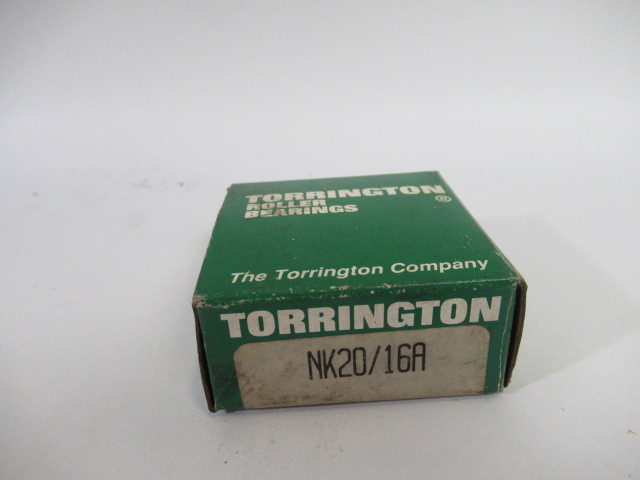 TORRINGTON®
ROLLER
BEARINGS
The Torrington Company
TORRINGTON
NK20/16A